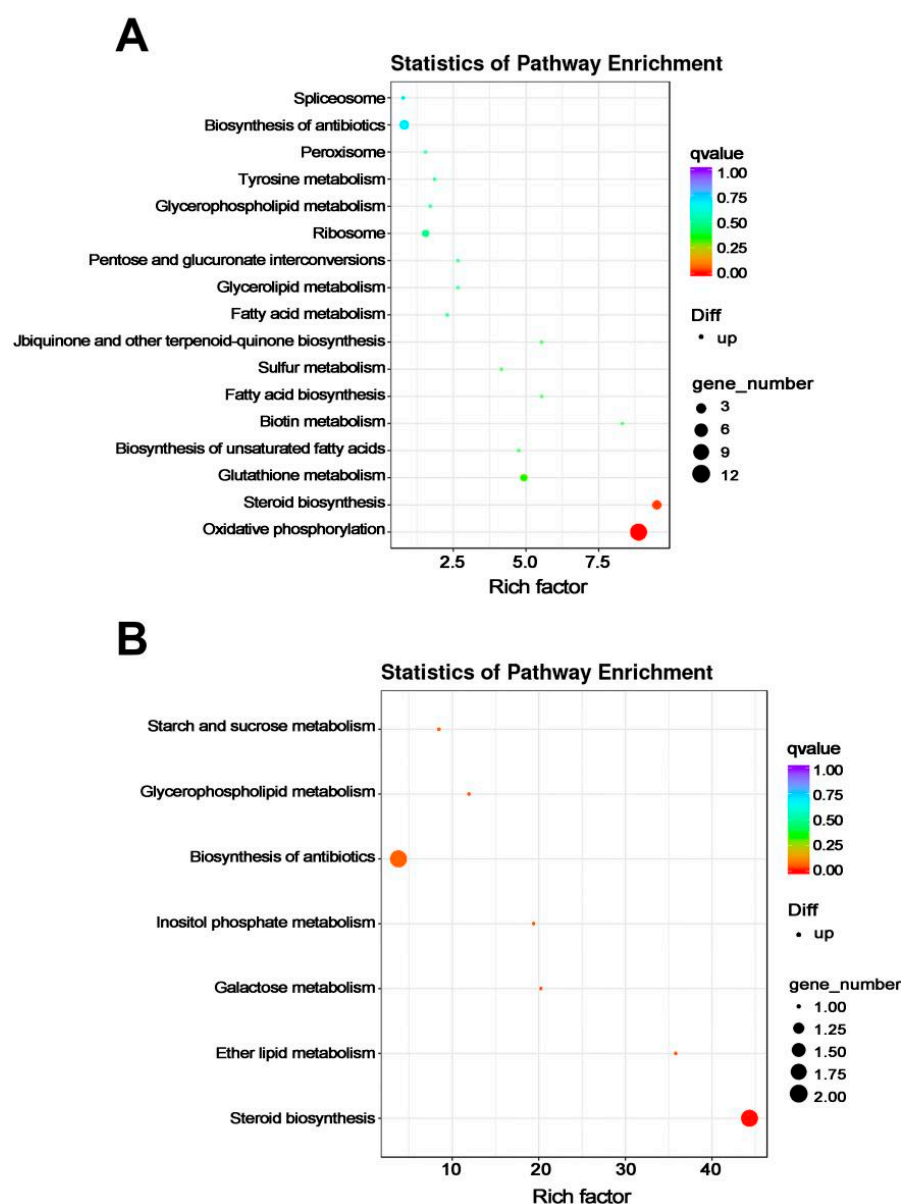 A
Statistics of Pathway Enrichment
Spliceosome
Biosynthesis of antibiotics
Peroxisome
Tyrosine metabolism
Glycerophospholipid metabolism
Ribosome
Pentose and glucuronate interconversions
Glycerolipid metabolism
Fatty acid metabolism
Jbiquinone and other terpenoid-quinone biosynthesis
Sulfur metabolism
Fatty acid biosynthesis
Biotin metabolism
Biosynthesis of unsaturated fatty acids
Glutathione metabolism
Steroid biosynthesis
Oxidative phosphorylation
2.5 5.0 7.5
Rich factor
qvalue
1.00
0.75
0.50
0.25
0.00
Diff
up
gene_number
3
6
9
12
B
Statistics of Pathway Enrichment
Starch and sucrose metabolism
Glycerophospholipid metabolism
Biosynthesis of antibiotics
Inositol phosphate metabolism
Galactose metabolism
Ether lipid metabolism
Steroid biosynthesis
10 20 30 40
Rich factor
qvalue
1.00
0.75
0.50
0.25
0.00
Diff
up
gene_number
1.00
1.25
1.50
1.75
2.00